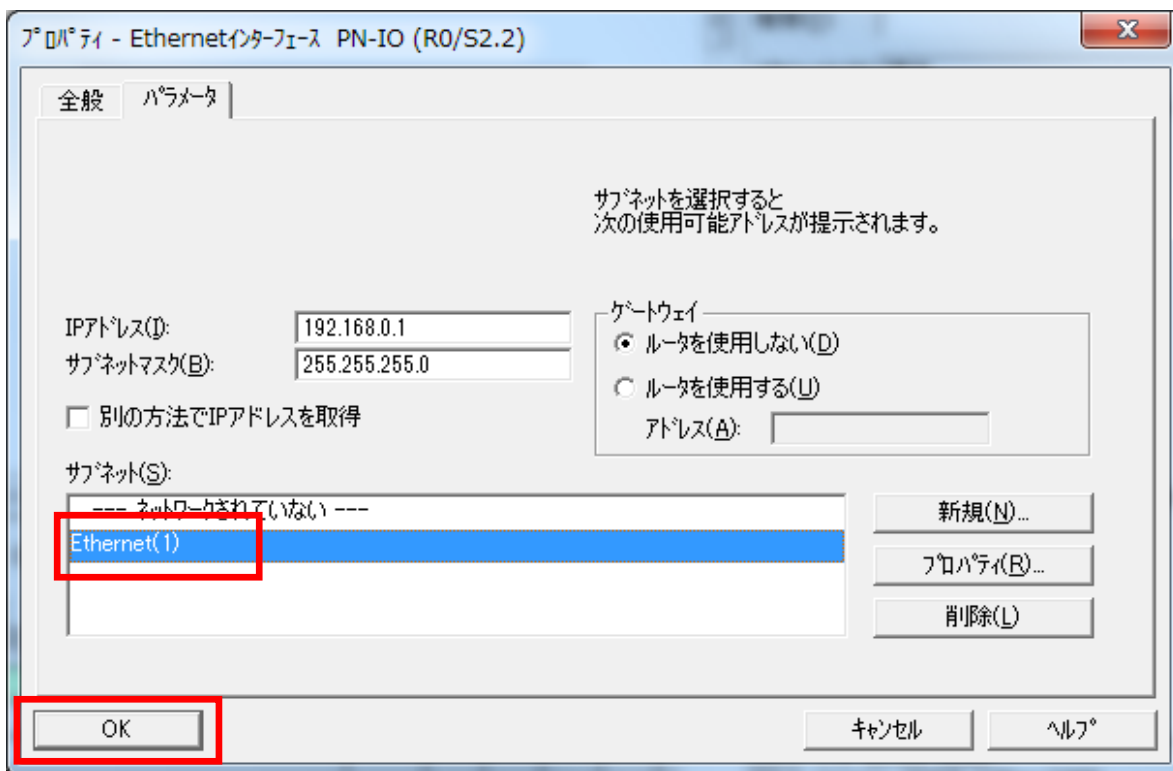 ﾌﾟﾛﾊﾟﾃｨ - Ethernetｲﾝﾀｰﾌｪｰｽ PN-IO (R0/S2.2)
全般 ﾊﾟﾗﾒｰﾀ
ｻﾌﾞﾈｯﾄを選択すると
次の使用可能ｱﾄﾞﾚｽが提示されます。
IPｱﾄﾞﾚｽ(I): 192.168.0.1
ｻﾌﾞﾈｯﾄﾏｽｸ(B): 255.255.255.0
別の方法でIPアドレスを取得
ｹﾞｰﾄｳｪｲ
ﾙｰﾀを使用しない(D)
ﾙｰﾀを使用する(U)
ｱﾄﾞﾚｽ(A):
ｻﾌﾞﾈｯﾄ(S):
--- ﾈｯﾄﾜｰｸされていない ---
Ethernet(1)
新規(N)...
ﾌﾟﾛﾊﾟﾃｨ(R)...
削除(L)
OK
ｷｬﾝｾﾙ
ﾍﾙﾌﾟ